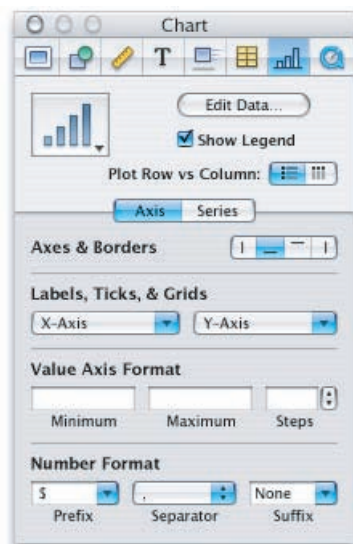 Chart
T
Edit Data...
Show Legend
Plot Row vs Column:
Axis Series
Axes & Borders
Labels, Ticks, & Grids
X-Axis Y-Axis
Value Axis Format
Minimum Maximum Steps
Number Format
$ , None
Prefix Separator Suffix